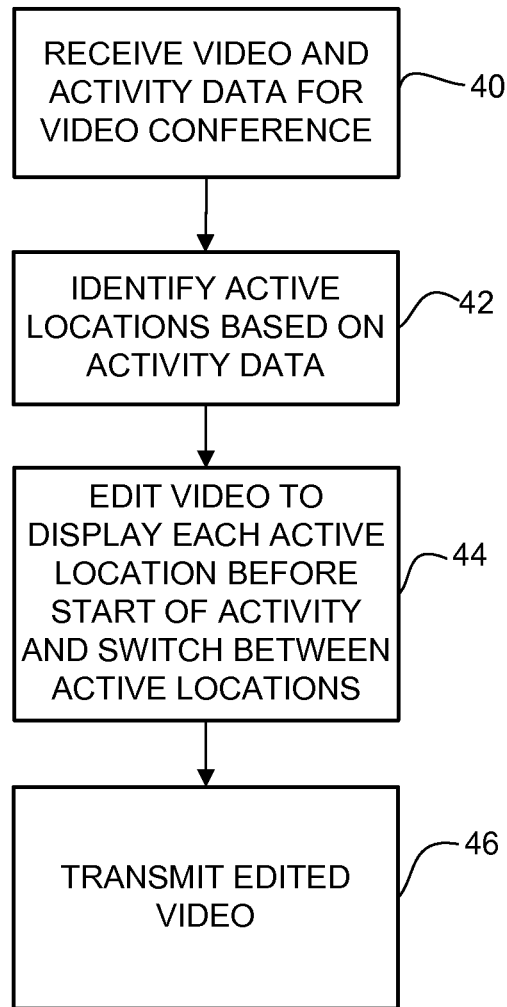 RECEIVE VIDEO AND
ACTIVITY DATA FOR
VIDEO CONFERENCE
40
IDENTIFY ACTIVE
LOCATIONS BASED ON
ACTIVITY DATA
42
EDIT VIDEO TO
DISPLAY EACH ACTIVE
LOCATION BEFORE
START OF ACTIVITY
AND SWITCH BETWEEN
ACTIVE LOCATIONS
44
TRANSMIT EDITED
VIDEO
46